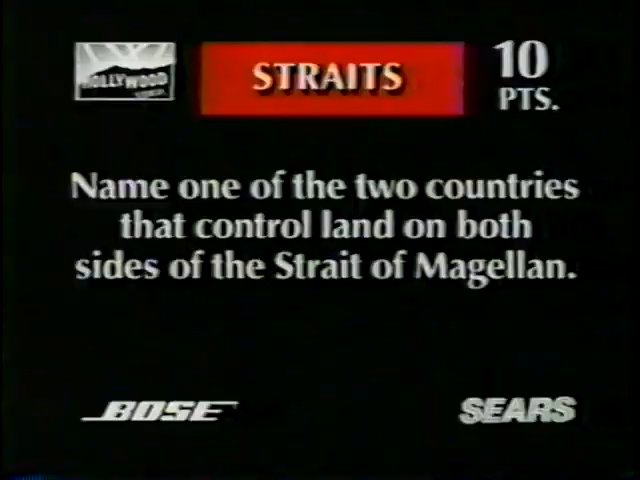 HOLLYWOOD
VIDEO
STRAITS
10
PTS.
Name one of the two countries
that control land on both
sides of the Strait of Magellan.
BOSE
SEARS